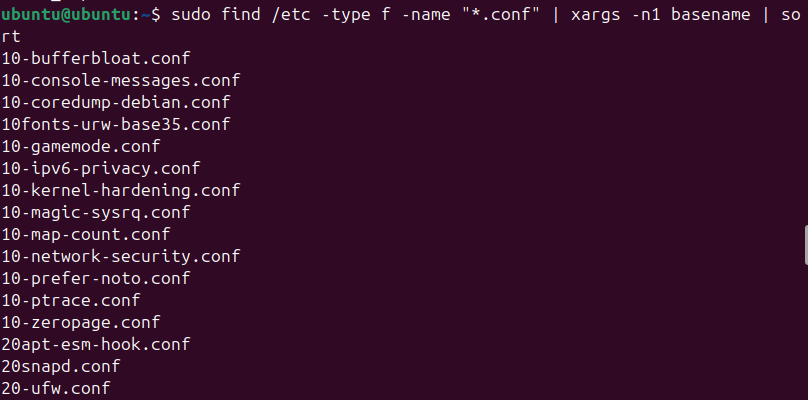 ubuntu@ubuntu:~$ sudo find /etc -type f -name "*.conf" | xargs -n1 basename | so
rt
10-bufferbloat.conf
10-console-messages.conf
10-coredump-debian.conf
10fonts-urw-base35.conf
10-gamemode.conf
10-ipv6-privacy.conf
10-kernel-hardening.conf
10-magic-sysrq.conf
10-map-count.conf
10-network-security.conf
10-prefer-noto.conf
10-ptrace.conf
10-zeropage.conf
20apt-esm-hook.conf
20snapd.conf
20-ufw.conf